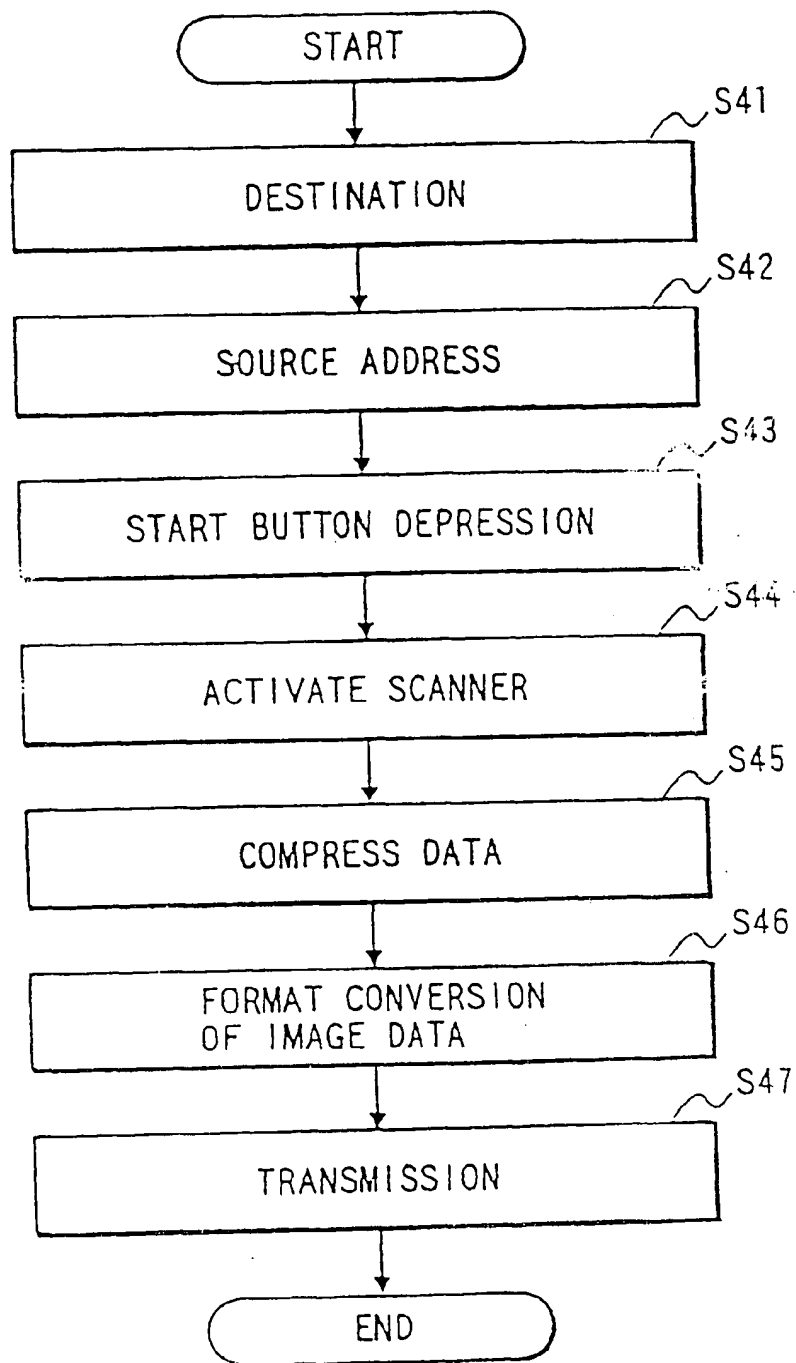 START
S41
DESTINATION
S42
SOURCE ADDRESS
S43
START BUTTON DEPRESSION
S44
ACTIVATE SCANNER
S45
COMPRESS DATA
S46
FORMAT CONVERSION
OF IMAGE DATA
S47
TRANSMISSION
END